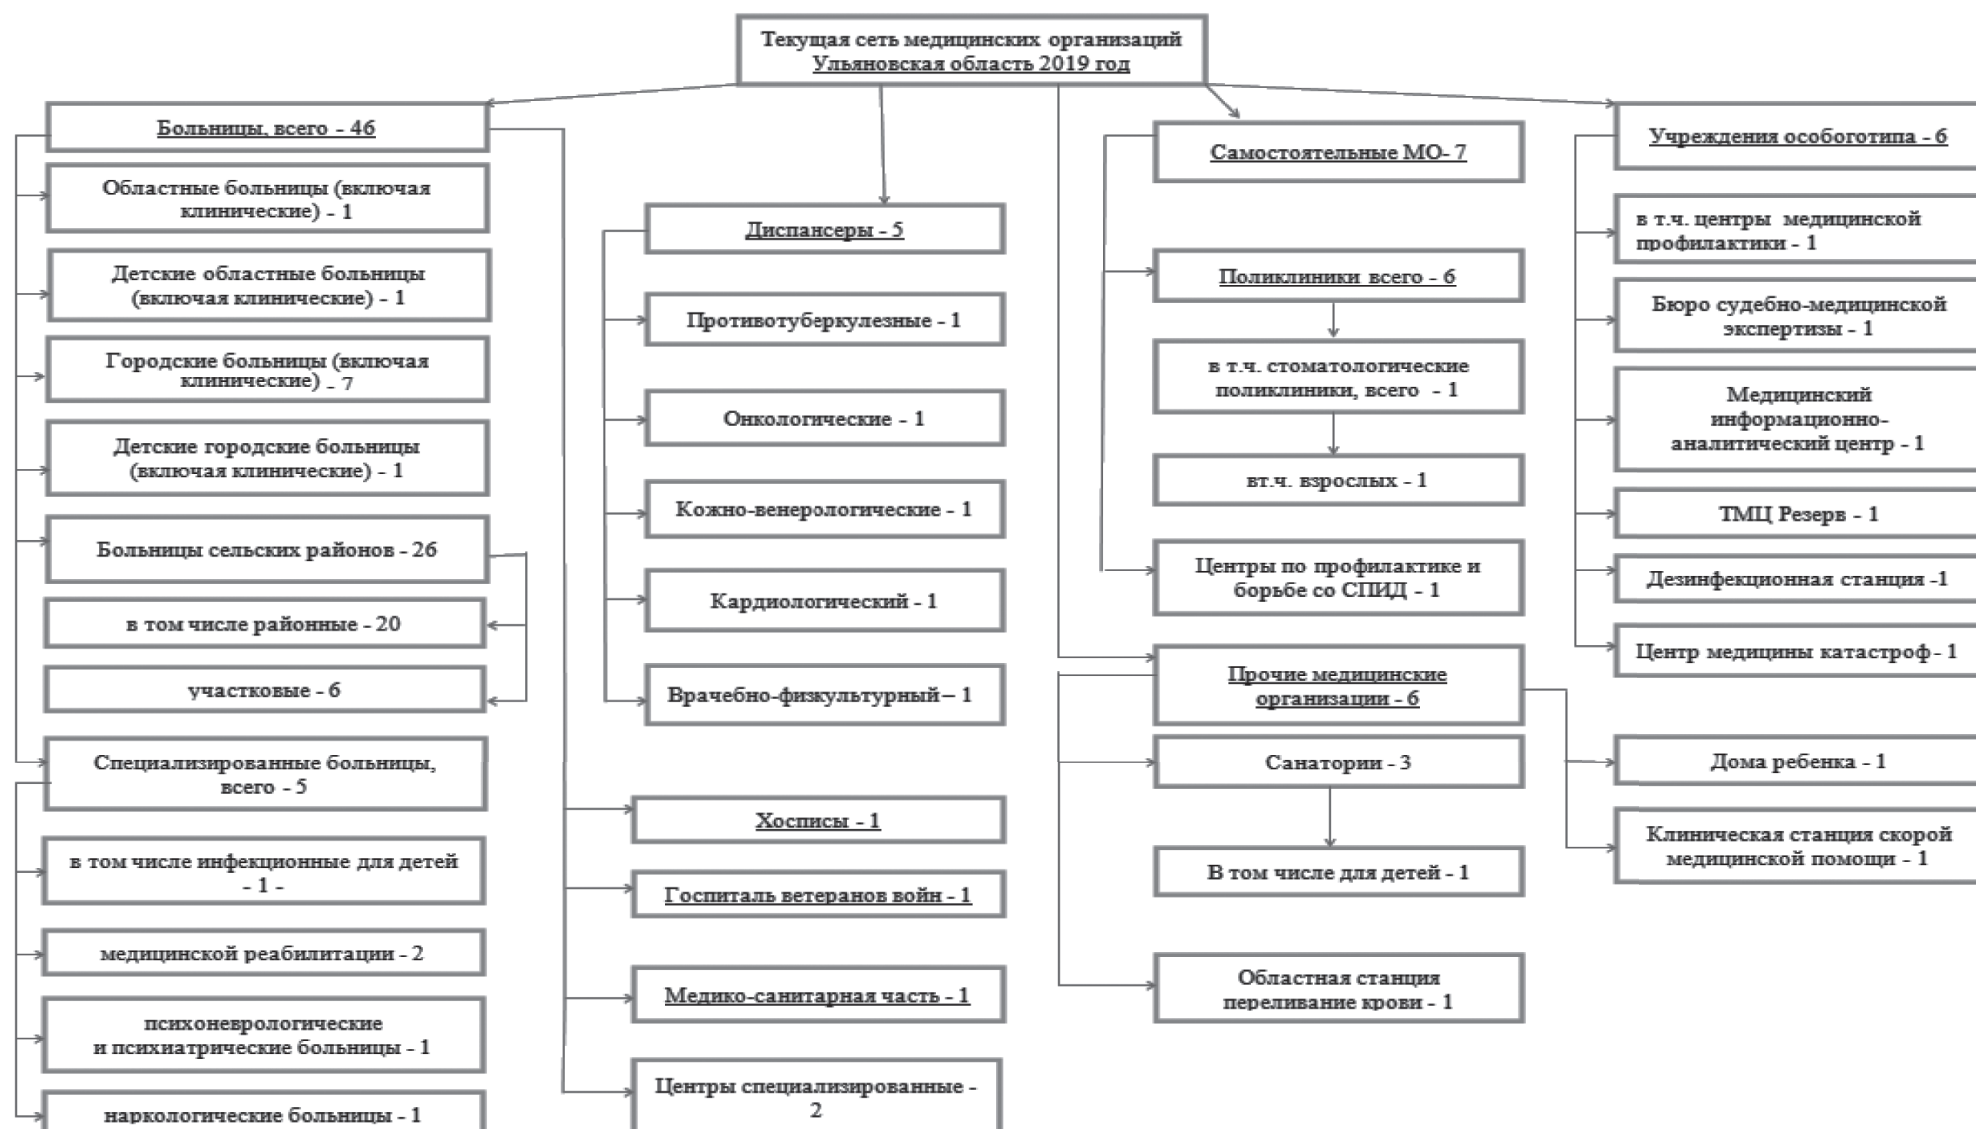 Текущая сеть медицинских организаций
Ульяновская область 2019 год
Больницы, всего - 46
Областные больницы (включая
клинические) - 1
Детские областные больницы
(включая клинические) - 1
Городские больницы (включая
клинические) - 7
Детские городские больницы
(включая клинические) - 1
Больницы сельских районов - 26
в том числе районные - 20
участковые - 6
Специализированные больницы,
всего - 5
в том числе инфекционные для детей
- 1 -
медицинской реабилитации - 2
психоневрологические
и психиатрические больницы - 1
наркологические больницы - 1
Диспансеры - 5
Противотуберкулезные - 1
Онкологические - 1
Кожно-венерологические - 1
Кардиологический - 1
Врачебно-физкультурный– 1
Хосписы - 1
Госпиталь ветеранов войн - 1
Медико-санитарная часть - 1
Центры специализированные -
2
Самостоятельные МО- 7
Поликлиники всего - 6
в т.ч. стоматологические
поликлиники, всего - 1
вт.ч. взрослых - 1
Центры по профилактике и
борьбе со СПИД - 1
Прочие медицинские
организации - 6
Санатории - 3
В том числе для детей - 1
Областная станция
переливание крови - 1
Учреждения особоготипа - 6
в т.ч. центры медицинской
профилактики - 1
Бюро судебно-медицинской
экспертизы - 1
Медицинский
информационно-
аналитический центр - 1
ТМЦ Резерв - 1
Дезинфекционная станция -1
Центр медицины катастроф- 1
Дома ребенка - 1
Клиническая станция скорой
медицинской помощи - 1